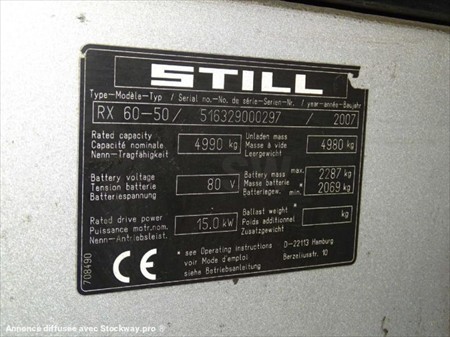 STILL
Type-Modèle-Typ / Serial no.-No. de série-Serien-Nr. / year-année-Baujahr
RX 60-50 / 516329000297 / 2007
Rated capacity
Capacité nominale
Nenn-Tragfähigkeit
4990 kg
Unladen mass
Masse à vide
Leergewicht
4980 kg
Battery voltage
Tension batterie
Batteriespannung
80 V
Battery mass max.
Masse batterie
Batteriegew. min.*
2287 kg
2069 kg
Rated drive power
Puissance motr.nom.
Nenn-Antriebsleist.
15.0 kW
Ballast weight *
Poids additionnel
Zusatzgewicht
kg
CE
* see Operating instructions
voir Mode d'emploi
siehe Betriebsanleitung
D-22113 Hamburg
Berzeliusstr. 10
708490
Annonce diffusée avec Stockway.pro ®